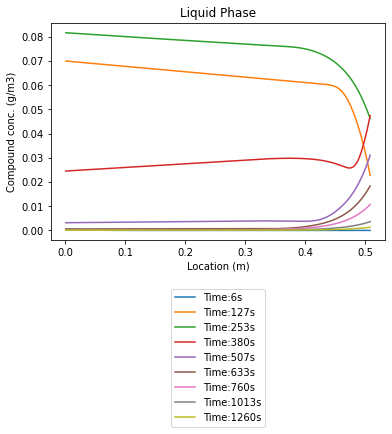 Liquid Phase
Compound conc. (g/m3)
0.08
0.07
0.06
0.05
0.04
0.03
0.02
0.01
0.00
0.0 0.1 0.2 0.3 0.4 0.5
Location (m)
Time:6s
Time:127s
Time:253s
Time:380s
Time:507s
Time:633s
Time:760s
Time:1013s
Time:1260s